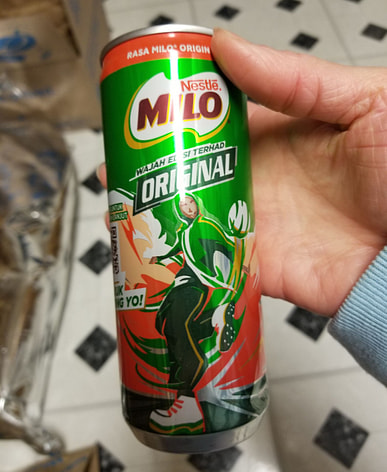 RASA MILO® ORIGIN
Nestlé®
MILO
WAJAH EDISI TERHAD
ORIGINAL
YO!